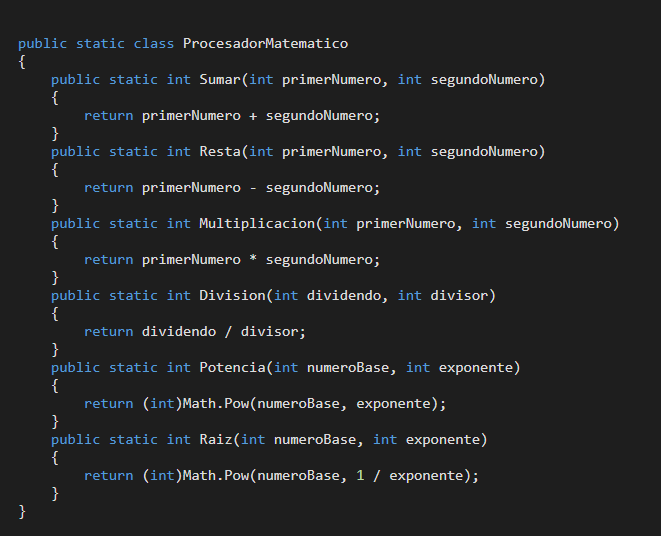 public static class ProcesadorMatematico
{
    public static int Sumar(int primerNumero, int segundoNumero)
    {
        return primerNumero + segundoNumero;
    }
    public static int Resta(int primerNumero, int segundoNumero)
    {
        return primerNumero - segundoNumero;
    }
    public static int Multiplicacion(int primerNumero, int segundoNumero)
    {
        return primerNumero * segundoNumero;
    }
    public static int Division(int dividendo, int divisor)
    {
        return dividendo / divisor;
    }
    public static int Potencia(int numeroBase, int exponente)
    {
        return (int)Math.Pow(numeroBase, exponente);
    }
    public static int Raiz(int numeroBase, int exponente)
    {
        return (int)Math.Pow(numeroBase, 1 / exponente);
    }
}